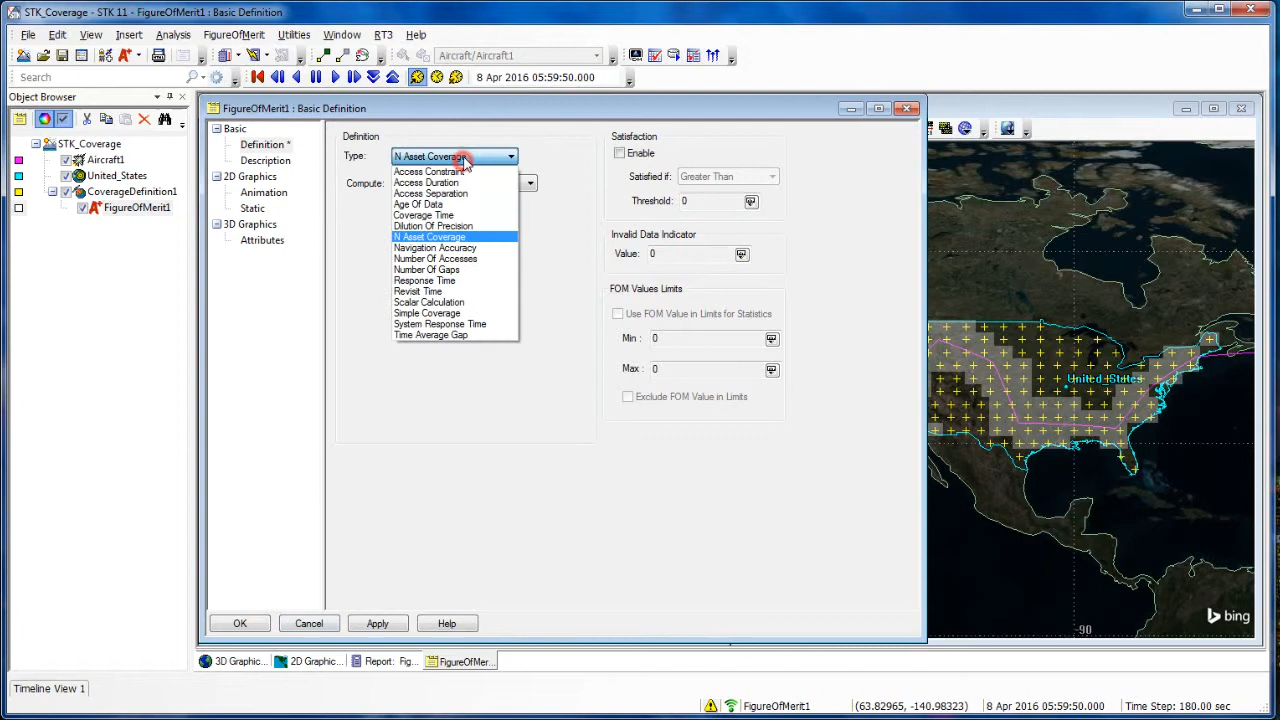 STK_Coverage - STK 11 - [FigureOfMerit1 : Basic Definition]
File Edit View Insert Analysis FigureOfMerit Utilities Window RT3 Help
Aircraft/Aircraft1
Search
8 Apr 2016 05:59:50.000
Object Browser
FigureOfMerit1 : Basic Definition
STK_Coverage
Aircraft1
United_States
CoverageDefinition1
FigureOfMerit1
Basic
Definition *
Description
2D Graphics
Animation
Static
3D Graphics
Attributes
Definition
Type: N Asset Coverage
Compute:
Access Constraint
Access Duration
Access Separation
Age Of Data
Coverage Time
Dilution Of Precision
N Asset Coverage
Navigation Accuracy
Number Of Accesses
Number Of Gaps
Response Time
Revisit Time
Scalar Calculation
Simple Coverage
System Response Time
Time Average Gap
Satisfaction
Enable
Satisfied if: Greater Than
Threshold: 0
Invalid Data Indicator
Value: 0
FOM Values Limits
Use FOM Value in Limits for Statistics
Min : 0
Max : 0
Exclude FOM Value in Limits
United_States
bing
-90
OK Cancel Apply Help
3D Graphic... 2D Graphic... Report: Fig... FigureOfMer...
Timeline View 1
FigureOfMerit1 (63.82965, -140.98323) 8 Apr 2016 05:59:50.000 Time Step: 180.00 sec